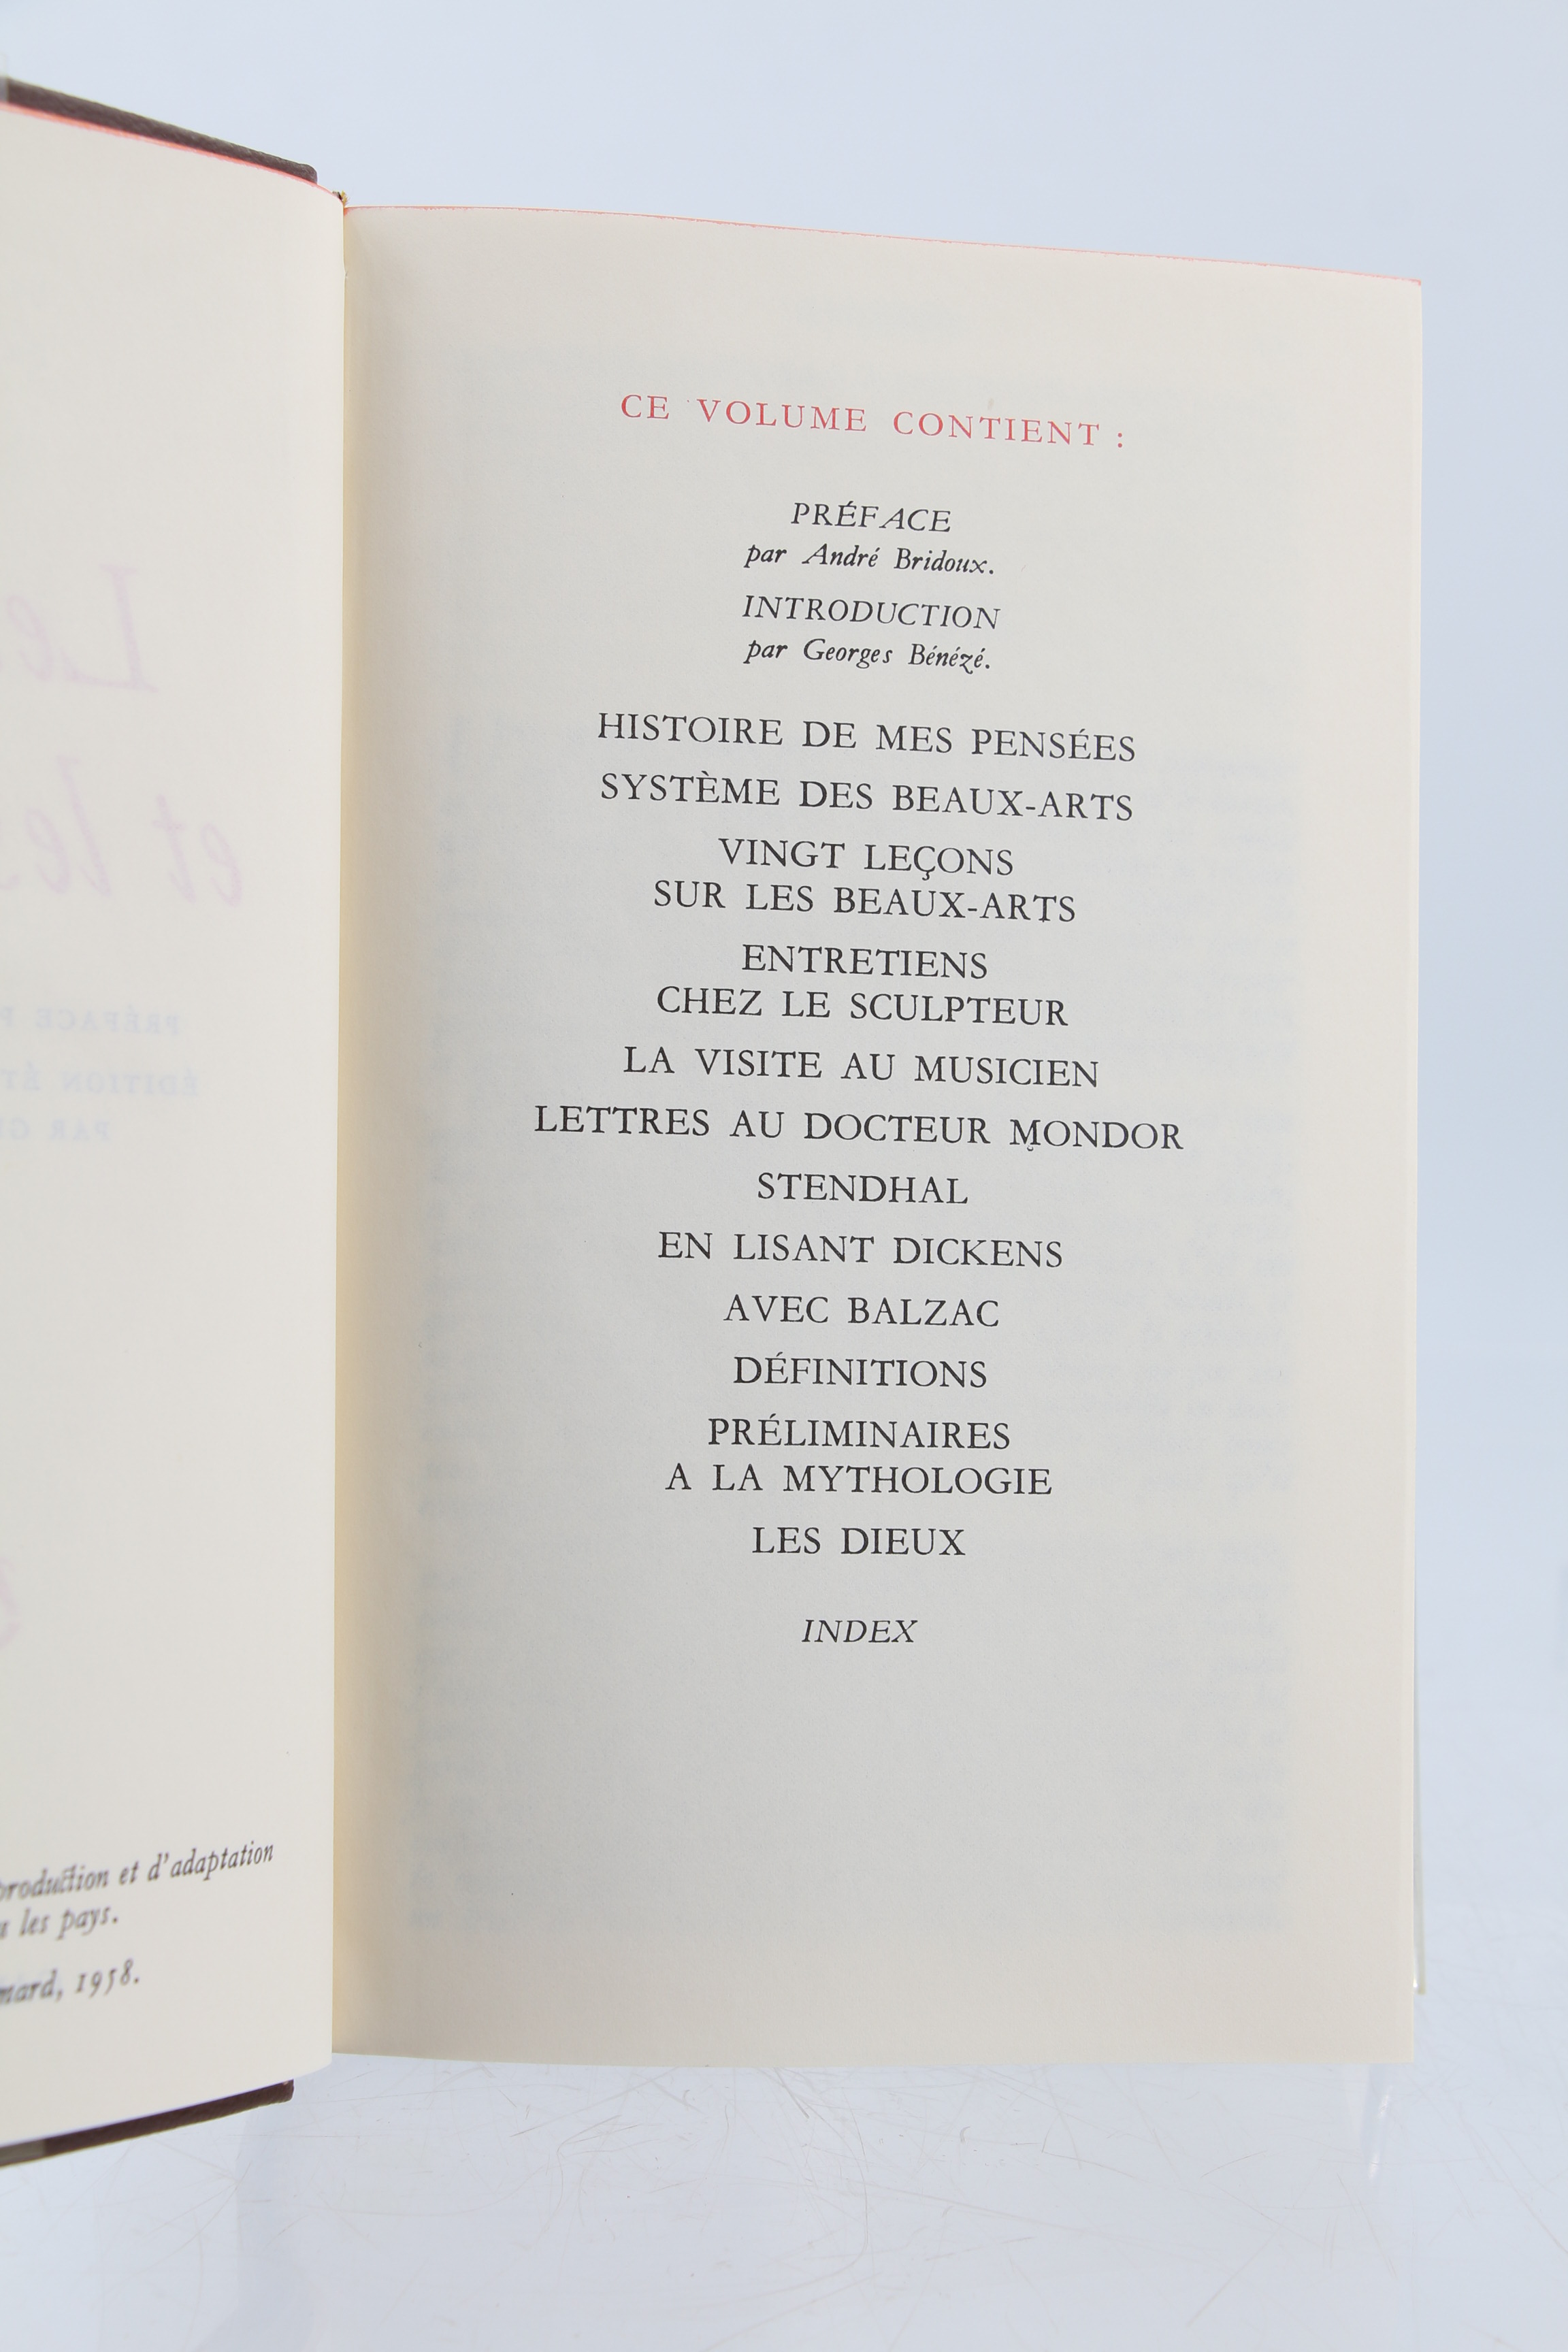 production et d'adaptation
les pays.
1958.
CE VOLUME CONTIENT :
PRÉFACE
par André Bridoux.
INTRODUCTION
par Georges Bénézé.
HISTOIRE DE MES PENSÉES
SYSTÈME DES BEAUX-ARTS
VINGT LEÇONS
SUR LES BEAUX-ARTS
ENTRETIENS
CHEZ LE SCULPTEUR
LA VISITE AU MUSICIEN
LETTRES AU DOCTEUR MONDOR
STENDHAL
EN LISANT DICKENS
AVEC BALZAC
DÉFINITIONS
PRÉLIMINAIRES
A LA MYTHOLOGIE
LES DIEUX
INDEX